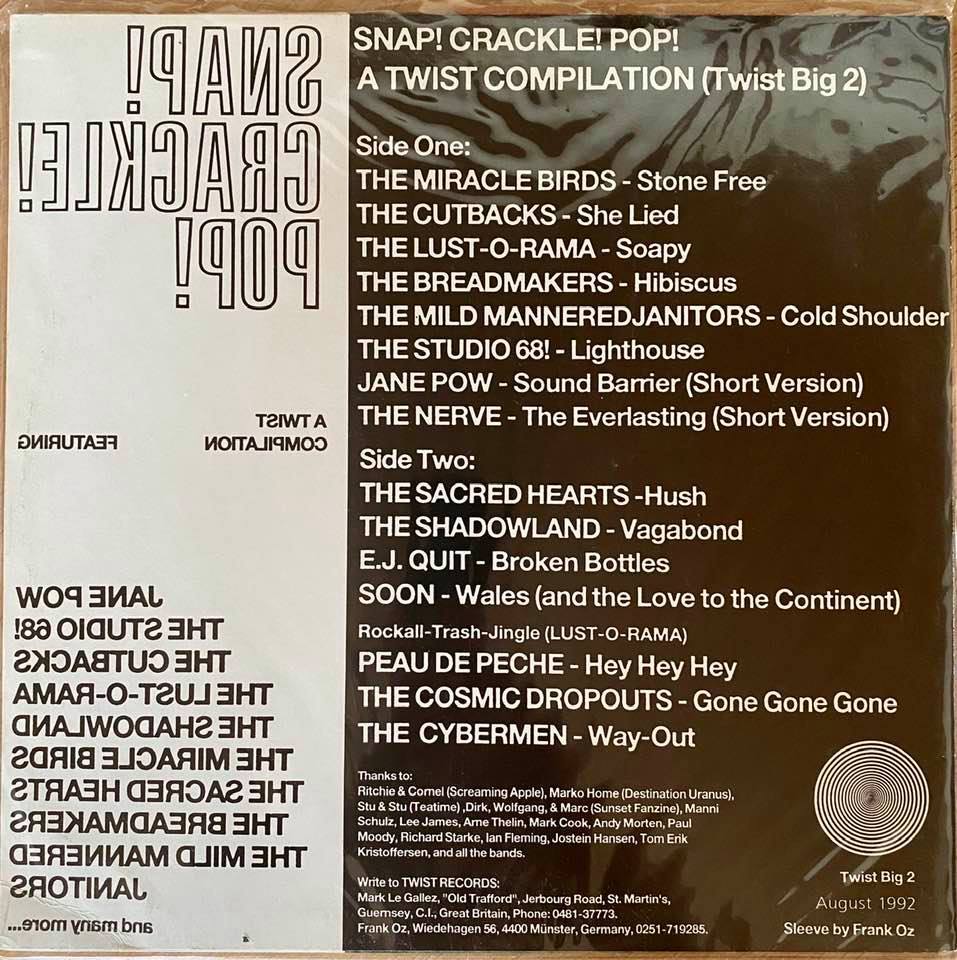 SNAP!
CRACKLE!
POP!
A TWIST
COMPILATION FEATURING
JANE POW
THE STUDIO 68!
THE CUTBACKS
THE LUST-O-RAMA
THE SHADOWLAND
THE MIRACLE BIRDS
THE SACRED HEARTS
THE BREADMAKERS
THE MILD MANNERED
JANITORS
and many more...
SNAP! CRACKLE! POP!
A TWIST COMPILATION (Twist Big 2)
Side One:
THE MIRACLE BIRDS - Stone Free
THE CUTBACKS - She Lied
THE LUST-O-RAMA - Soapy
THE BREADMAKERS - Hibiscus
THE MILD MANNEREDJANITORS - Cold Shoulder
THE STUDIO 68! - Lighthouse
JANE POW - Sound Barrier (Short Version)
THE NERVE - The Everlasting (Short Version)
Side Two:
THE SACRED HEARTS -Hush
THE SHADOWLAND - Vagabond
E.J. QUIT - Broken Bottles
SOON - Wales (and the Love to the Continent)
Rockall-Trash-Jingle (LUST-O-RAMA)
PEAU DE PECHE - Hey Hey Hey
THE COSMIC DROPOUTS - Gone Gone Gone
THE CYBERMEN - Way-Out
Thanks to:
Ritchie & Cornel (Screaming Apple), Marko Home (Destination Uranus),
Stu & Stu (Teatime) ,Dirk, Wolfgang, & Marc (Sunset Fanzine), Manni
Schulz, Lee James, Arne Thelin, Mark Cook, Andy Morten, Paul
Moody, Richard Starke, Ian Fleming, Jostein Hansen, Tom Erik
Kristoffersen, and all the bands.
Write to TWIST RECORDS:
Mark Le Gallez, "Old Trafford", Jerbourg Road, St. Martin's,
Guernsey, C.I., Great Britain, Phone: 0481-37773.
Frank Oz, Wiedehagen 56, 4400 Münster, Germany, 0251-719285.
Twist Big 2
August 1992
Sleeve by Frank Oz